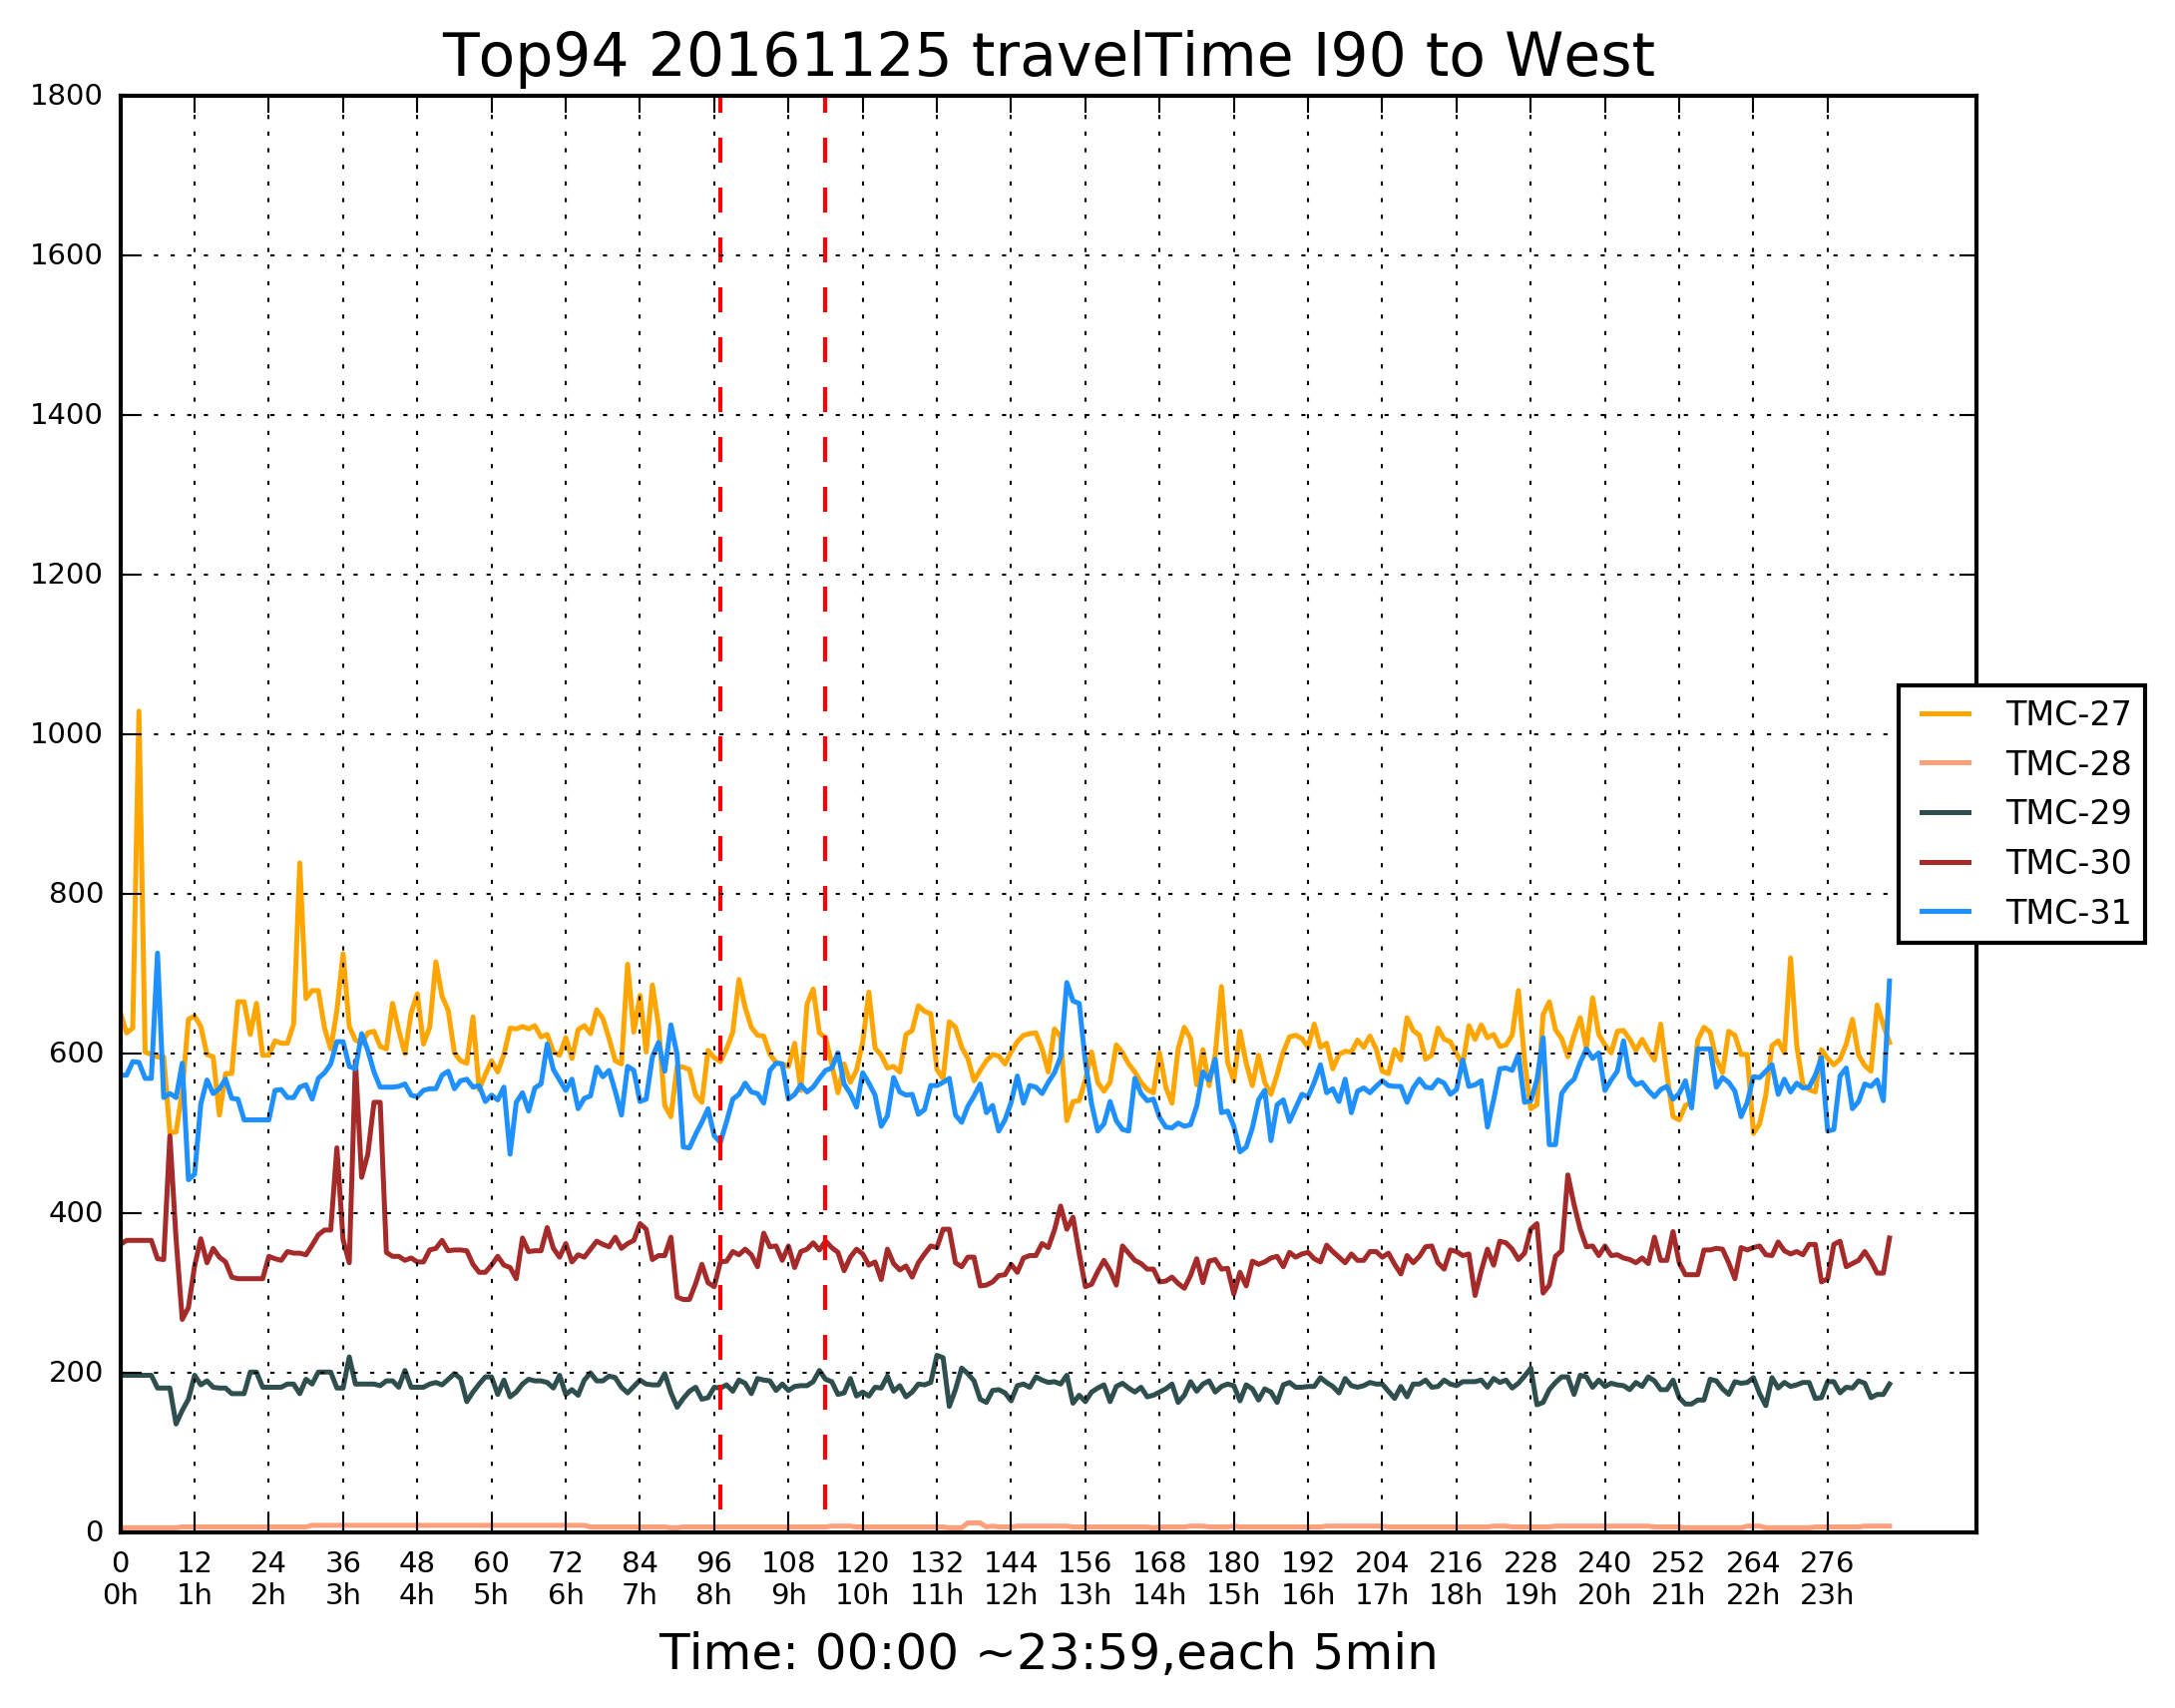 Top94 20161125 travelTime I90 to West
1800
1600
1400
1200
1000
800
600
400
200
0
TMC-27
TMC-28
TMC-29
TMC-30
TMC-31
0 12 24 36 48 60 72 84 96 108 120 132 144 156 168 180 192 204 216 228 240 252 264 276
0h 1h 2h 3h 4h 5h 6h 7h 8h 9h 10h 11h 12h 13h 14h 15h 16h 17h 18h 19h 20h 21h 22h 23h
Time: 00:00 ~23:59,each 5min